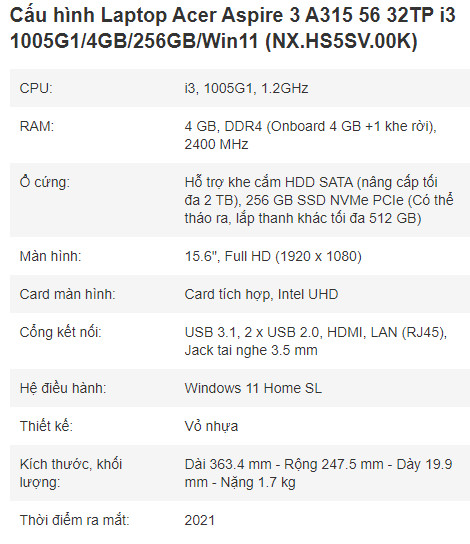 Cấu hình Laptop Acer Aspire 3 A315 56 32TP i3
1005G1/4GB/256GB/Win11 (NX.HS5SV.00K)
CPU: i3, 1005G1, 1.2GHz
RAM: 4 GB, DDR4 (Onboard 4 GB +1 khe rời),
2400 MHz
Ổ cứng: Hỗ trợ khe cắm HDD SATA (nâng cấp tối
đa 2 TB), 256 GB SSD NVMe PCIe (Có thể
tháo ra, lắp thanh khác tối đa 512 GB)
Màn hình: 15.6", Full HD (1920 x 1080)
Card màn hình: Card tích hợp, Intel UHD
Cổng kết nối: USB 3.1, 2 x USB 2.0, HDMI, LAN (RJ45),
Jack tai nghe 3.5 mm
Hệ điều hành: Windows 11 Home SL
Thiết kế: Vỏ nhựa
Kích thước, khối Dài 363.4 mm - Rộng 247.5 mm - Dày 19.9
lượng: mm - Nặng 1.7 kg
Thời điểm ra mắt: 2021